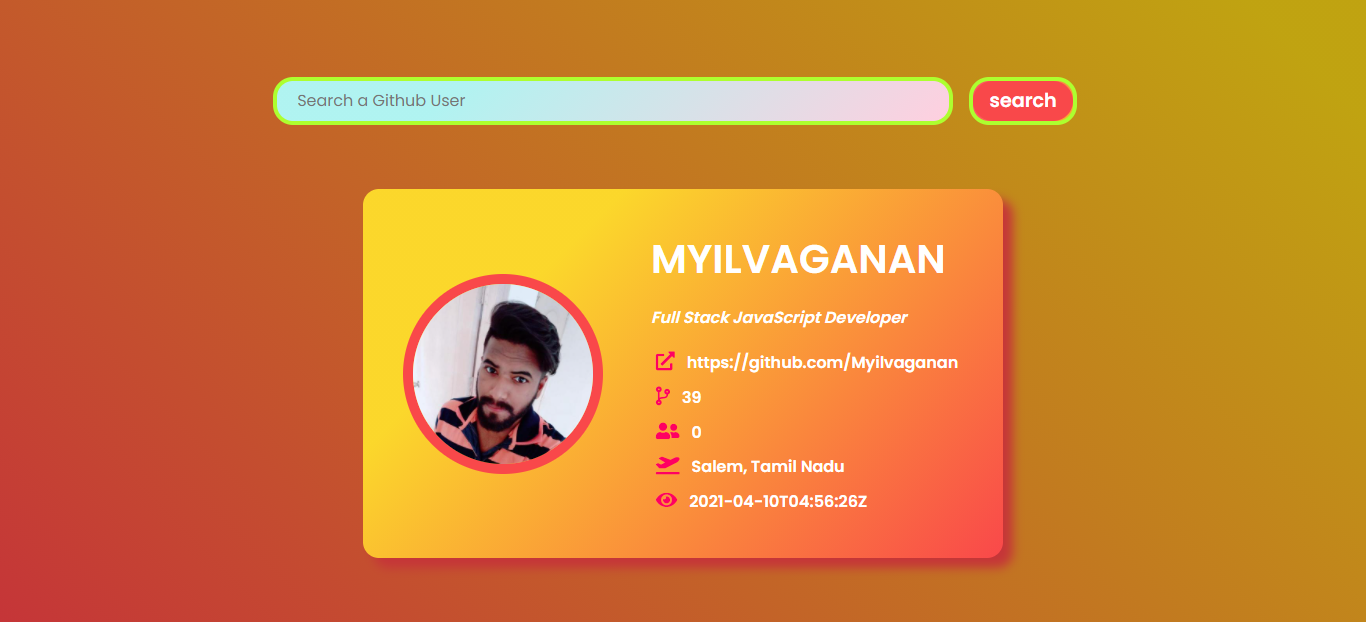 Search a Github User
search
MYILVAGANAN
Full Stack JavaScript Developer
https://github.com/Myilvaganan
39
0
Salem, Tamil Nadu
2021-04-10T04:56:26Z